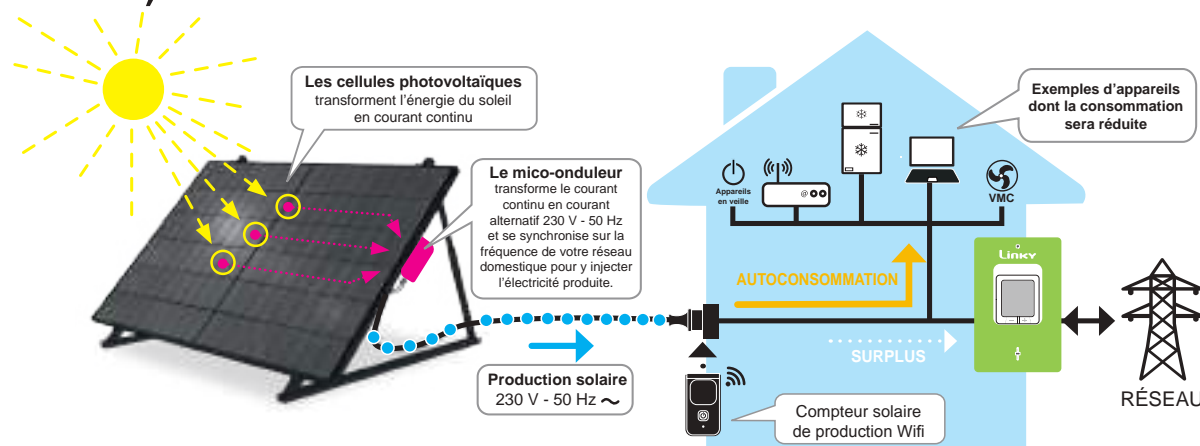 Les cellules photovoltaïques
transforment l'énergie du soleil
en courant continu
Le mico-onduleur
transforme le courant
continu en courant
alternatif 230 V - 50 Hz
et se synchronise sur la
fréquence de votre réseau
domestique pour y injecter
l'électricité produite.
Exemples d'appareils
dont la consommation
sera réduite
Appareils
en veille
VMC
AUTOCONSOMMATION
Linky
SURPLUS
RÉSEAU
Production solaire
230 V - 50 Hz ~
Compteur solaire
de production Wifi